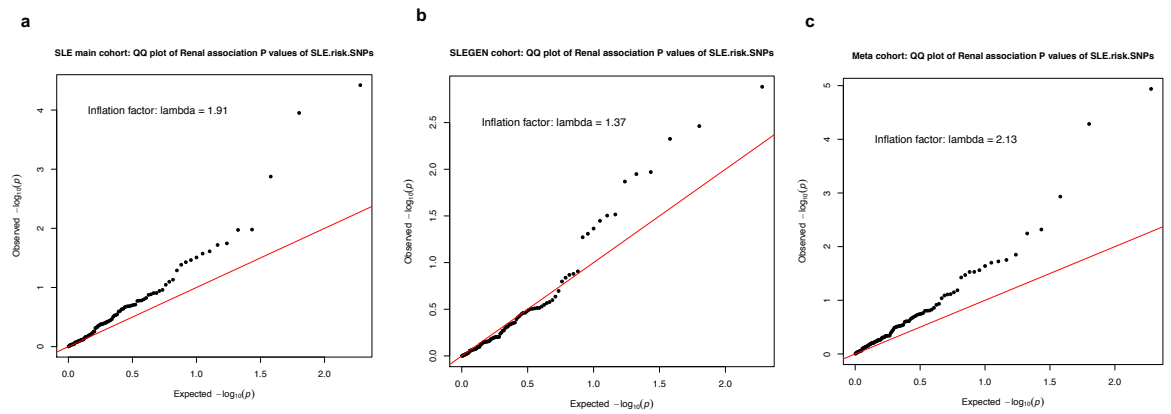 a
SLE main cohort: QQ plot of Renal association P values of SLE.risk.SNPs
Inflation factor: lambda = 1.91
Observed −log10(p)
4
3
2
1
0
0.0 0.5 1.0 1.5 2.0
Expected −log10(p)
b
SLEGEN cohort: QQ plot of Renal association P values of SLE.risk.SNPs
Inflation factor: lambda = 1.37
Observed −log10(p)
2.5
2.0
1.5
1.0
0.5
0.0
0.0 0.5 1.0 1.5 2.0
Expected −log10(p)
c
Meta cohort: QQ plot of Renal association P values of SLE.risk.SNPs
Inflation factor: lambda = 2.13
Observed −log10(p)
5
4
3
2
1
0
0.0 0.5 1.0 1.5 2.0
Expected −log10(p)